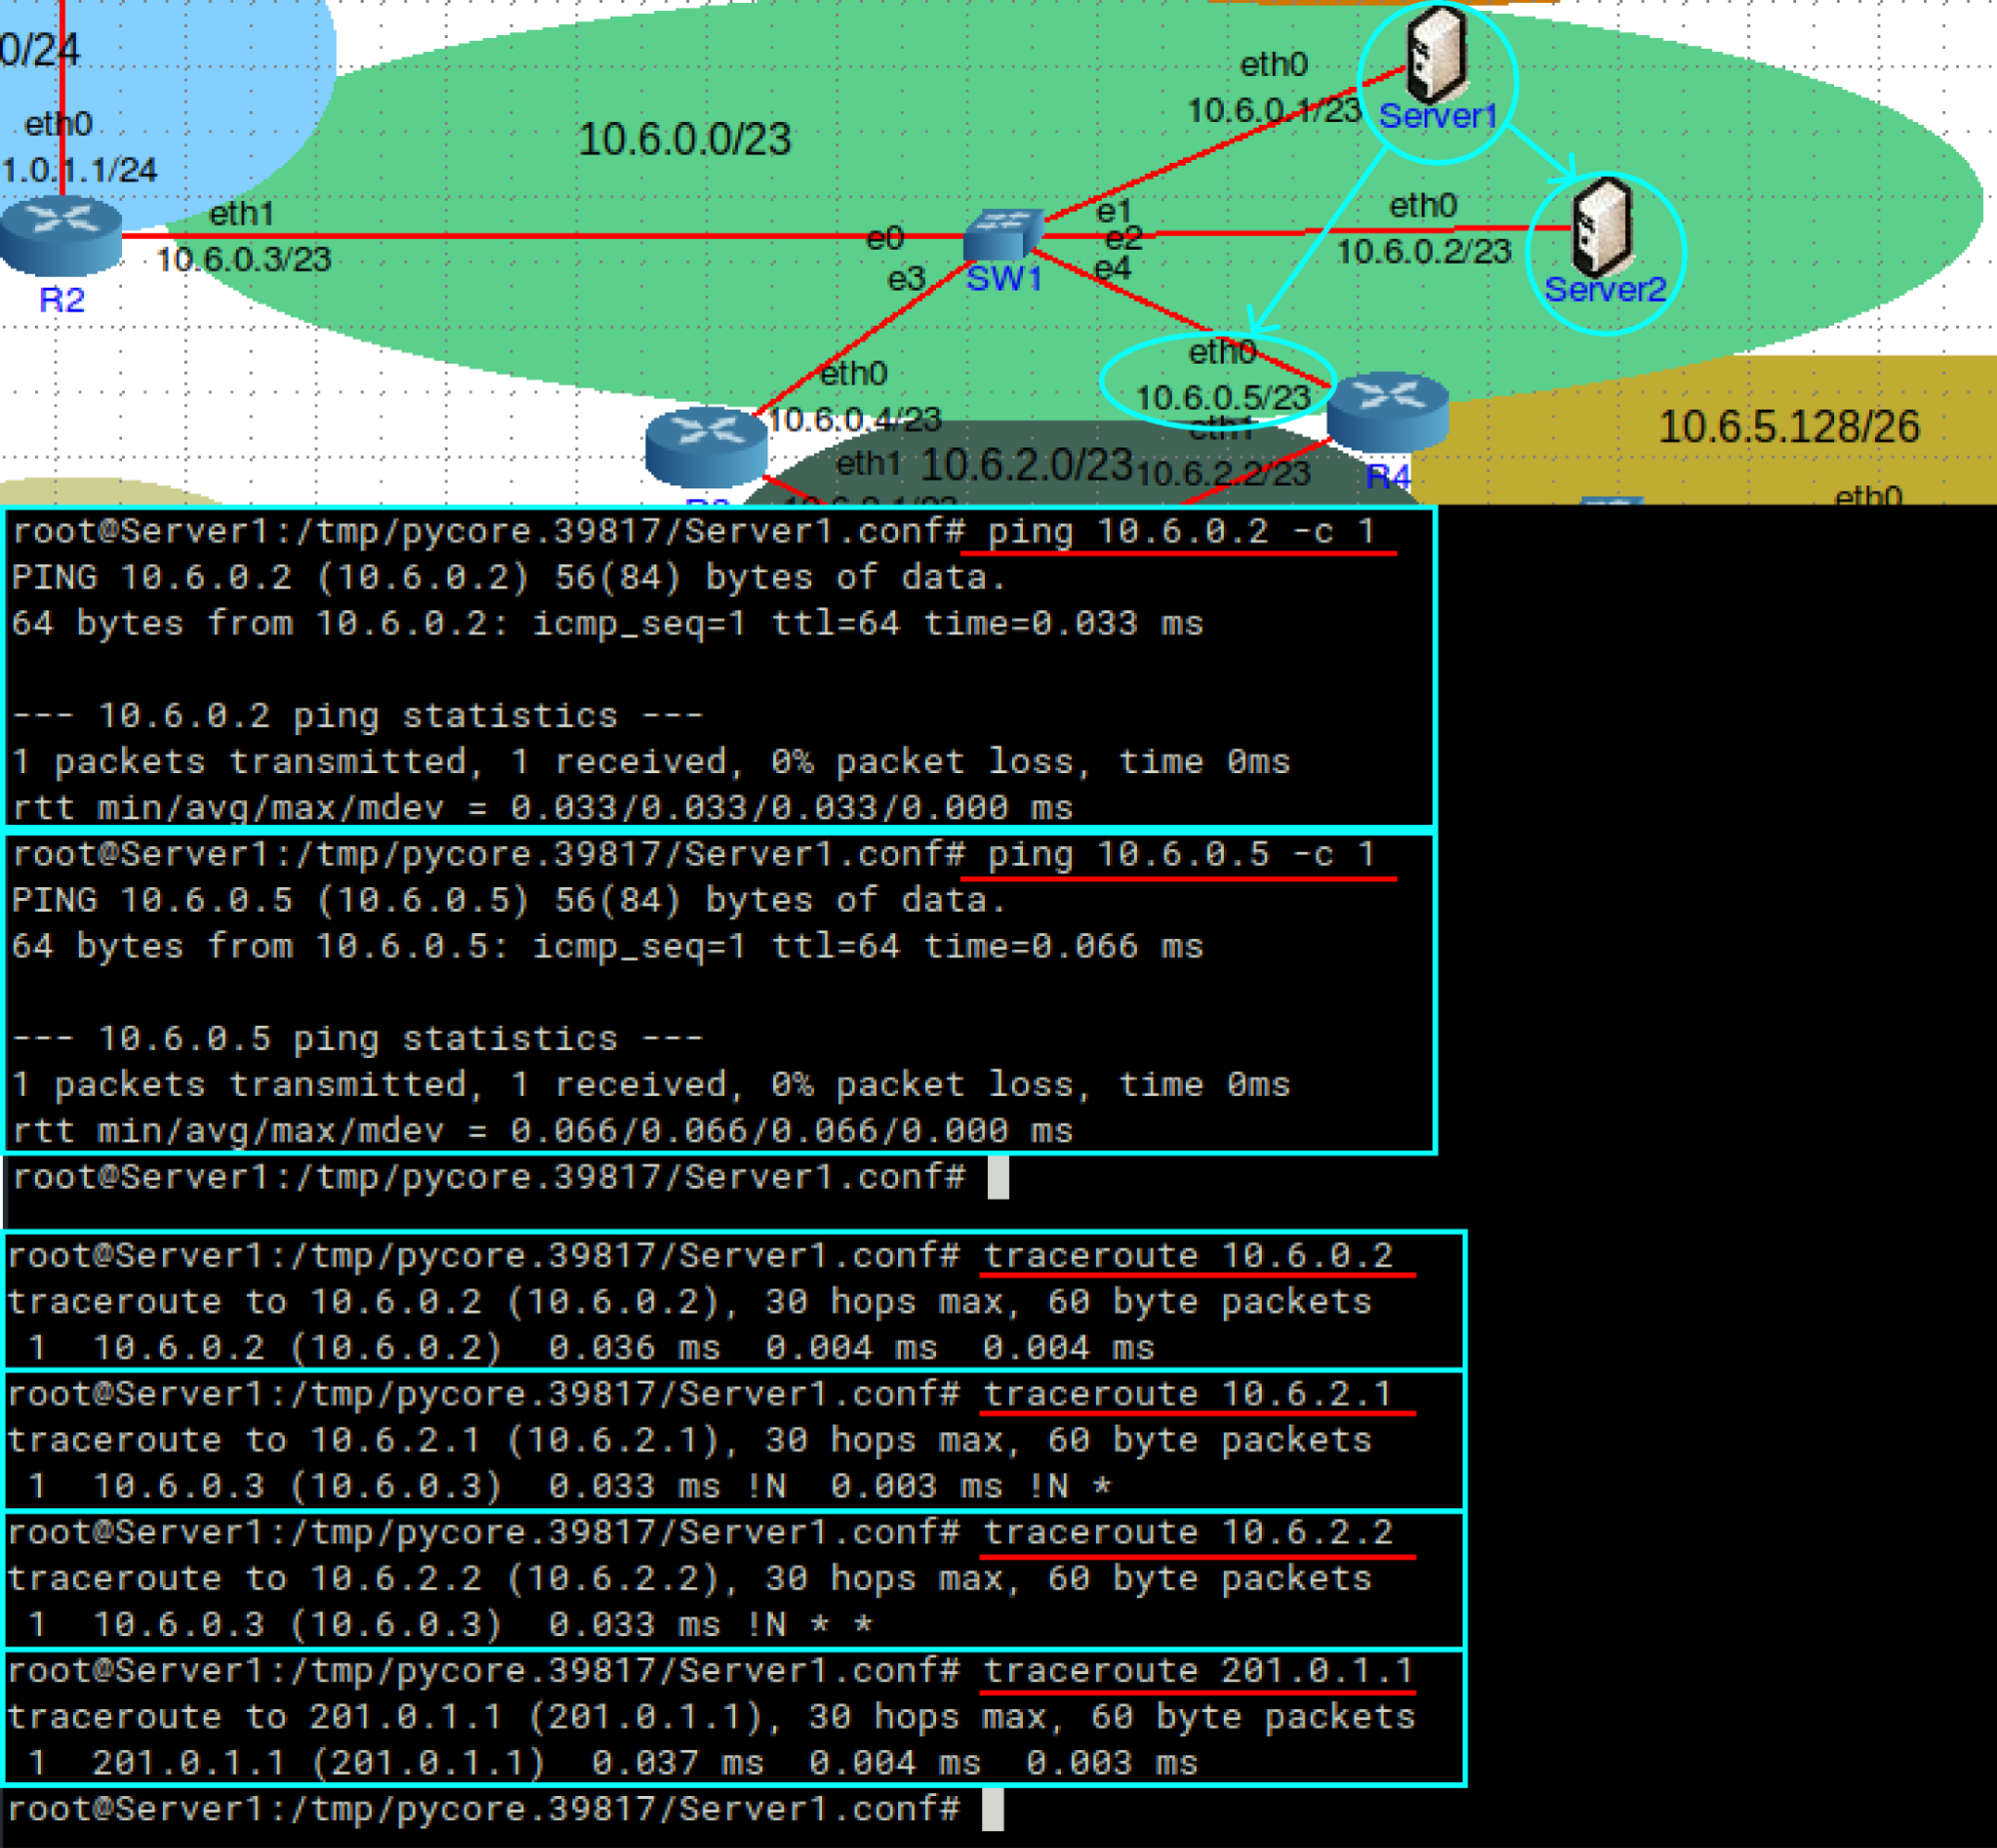 0/24
eth0
1.0.1.1/24
R2
eth1
10.6.0.3/23
10.6.0.0/23
eth0
10.6.0.1/23
Server1
e0
e1
e2
e3
e4
SW1
eth0
10.6.0.2/23
Server2
eth0
10.6.0.4/23
eth0
10.6.0.5/23
eth1
10.6.2.0/23
eth1
10.6.2.2/23
R4
10.6.5.128/26
eth0
root@Server1:/tmp/pycore.39817/Server1.conf# ping 10.6.0.2 -c 1
PING 10.6.0.2 (10.6.0.2) 56(84) bytes of data.
64 bytes from 10.6.0.2: icmp_seq=1 ttl=64 time=0.033 ms
--- 10.6.0.2 ping statistics ---
1 packets transmitted, 1 received, 0% packet loss, time 0ms
rtt min/avg/max/mdev = 0.033/0.033/0.033/0.000 ms
root@Server1:/tmp/pycore.39817/Server1.conf# ping 10.6.0.5 -c 1
PING 10.6.0.5 (10.6.0.5) 56(84) bytes of data.
64 bytes from 10.6.0.5: icmp_seq=1 ttl=64 time=0.066 ms
--- 10.6.0.5 ping statistics ---
1 packets transmitted, 1 received, 0% packet loss, time 0ms
rtt min/avg/max/mdev = 0.066/0.066/0.066/0.000 ms
root@Server1:/tmp/pycore.39817/Server1.conf#
root@Server1:/tmp/pycore.39817/Server1.conf# traceroute 10.6.0.2
traceroute to 10.6.0.2 (10.6.0.2), 30 hops max, 60 byte packets
1 10.6.0.2 (10.6.0.2) 0.036 ms 0.004 ms 0.004 ms
root@Server1:/tmp/pycore.39817/Server1.conf# traceroute 10.6.2.1
traceroute to 10.6.2.1 (10.6.2.1), 30 hops max, 60 byte packets
1 10.6.0.3 (10.6.0.3) 0.033 ms !N 0.003 ms !N *
root@Server1:/tmp/pycore.39817/Server1.conf# traceroute 10.6.2.2
traceroute to 10.6.2.2 (10.6.2.2), 30 hops max, 60 byte packets
1 10.6.0.3 (10.6.0.3) 0.033 ms !N * *
root@Server1:/tmp/pycore.39817/Server1.conf# traceroute 201.0.1.1
traceroute to 201.0.1.1 (201.0.1.1), 30 hops max, 60 byte packets
1 201.0.1.1 (201.0.1.1) 0.037 ms 0.004 ms 0.003 ms
root@Server1:/tmp/pycore.39817/Server1.conf#